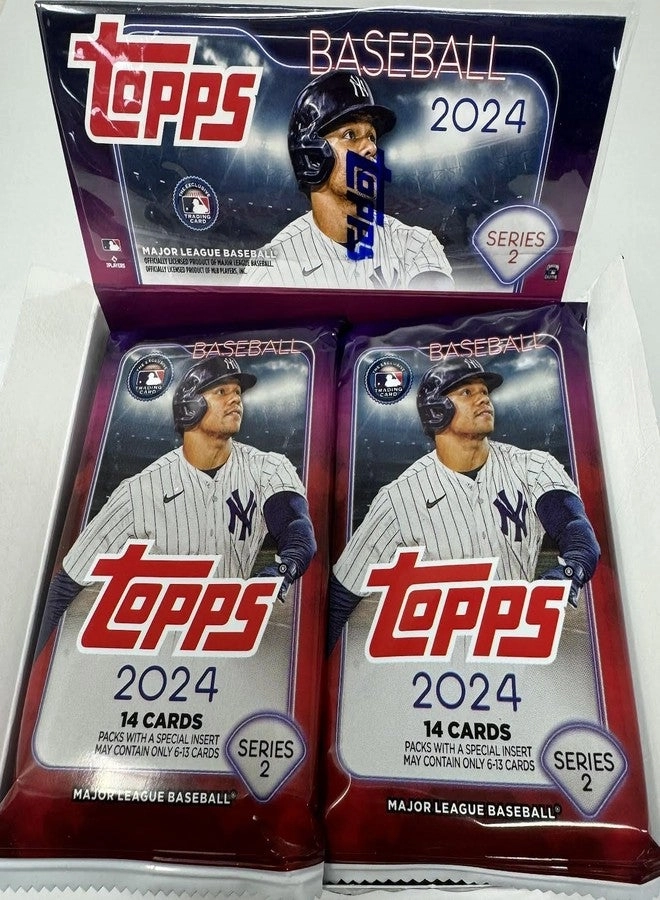 TOPPS
BASEBALL
2024
TOPPS
THE EXCLUSIVE
TRADING
CARD
MAJOR LEAGUE BASEBALL
OFFICIALLY LICENSED PRODUCT OF MAJOR LEAGUE BASEBALL.
OFFICIALLY LICENSED PRODUCT OF MLB PLAYERS, INC.
SERIES
2
PLAYERS
NY
BASEBALL
THE EXCLUSIVE
TRADING
CARD
NY
TOPPS
2024
14 CARDS
PACKS WITH A SPECIAL INSERT
MAY CONTAIN ONLY 6-13 CARDS
SERIES
2
MAJOR LEAGUE BASEBALL®
BASEBALL
THE EXCLUSIVE
TRADING
CARD
NY
TOPPS
2024
14 CARDS
PACKS WITH A SPECIAL INSERT
MAY CONTAIN ONLY 6-13 CARDS
SERIES
2
MAJOR LEAGUE BASEBALL®